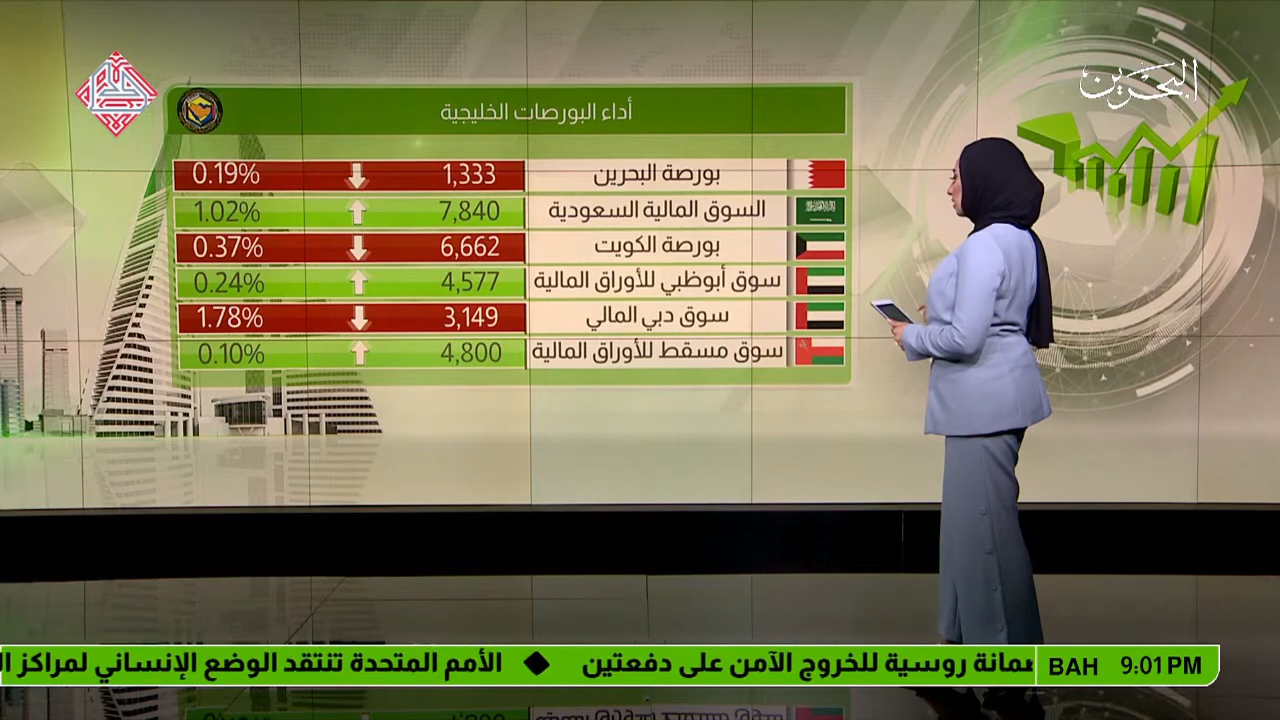 البحرين
أداء البورصات الخليجية
بورصة البحرين 1,333 0.19%
السوق المالية السعودية 7,840 1.02%
بورصة الكويت 6,662 0.37%
سوق أبوظبي للأوراق المالية 4,577 0.24%
سوق دبي المالي 3,149 1.78%
سوق مسقط للأوراق المالية 4,800 0.10%
BAH 9:01 PM
روسية للخروج الآمن على دفعتين ◆ الأمم المتحدة تنتقد الوضع الإنساني لمراكز